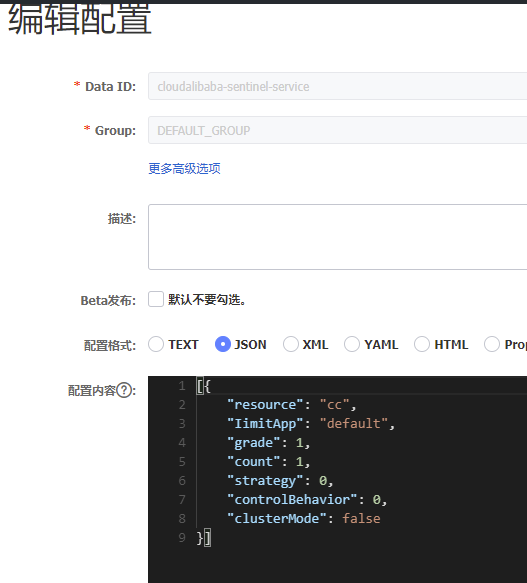 编辑配置
* Data ID: cloudalibaba-sentinel-service
* Group: DEFAULT_GROUP
更多高级选项
描述:
Beta发布: 默认不要勾选。
配置格式: TEXT JSON XML YAML HTML Prop
配置内容?:
1 [{
2 "resource": "cc",
3 "IimitApp": "default",
4 "grade": 1,
5 "count": 1,
6 "strategy": 0,
7 "controlBehavior": 0,
8 "clusterMode": false
9 }]